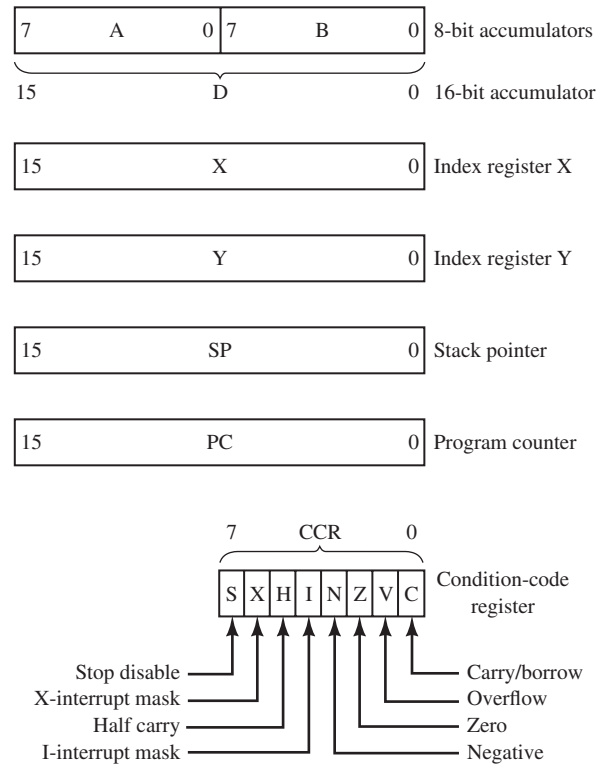 7 A 0 7 B 0 8-bit accumulators
15 D 0 16-bit accumulator
15 X 0 Index register X
15 Y 0 Index register Y
15 SP 0 Stack pointer
15 PC 0 Program counter
7 CCR 0
S X H I N Z V C
Condition-code
register
Stop disable Carry/borrow
X-interrupt mask Overflow
Half carry Zero
I-interrupt mask Negative